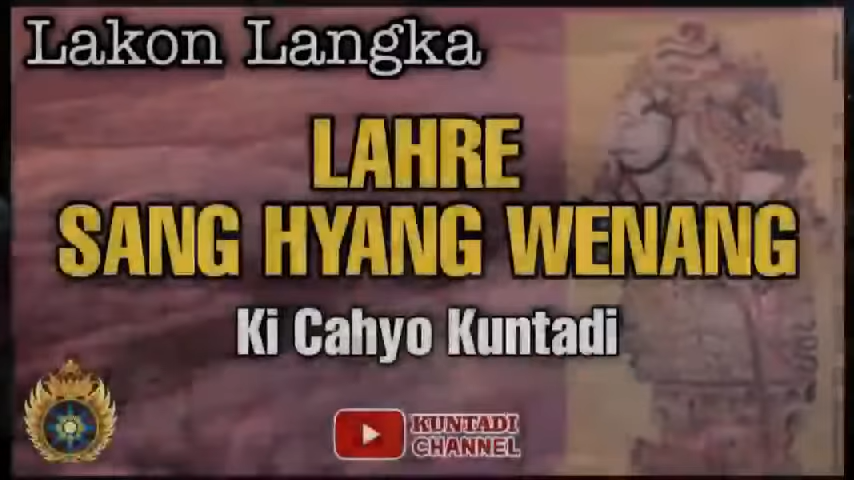 Lakon Langka
LAHRE
SANG HYANG WENANG
Ki Cahyo Kuntadi
KUNTADI
CHANNEL